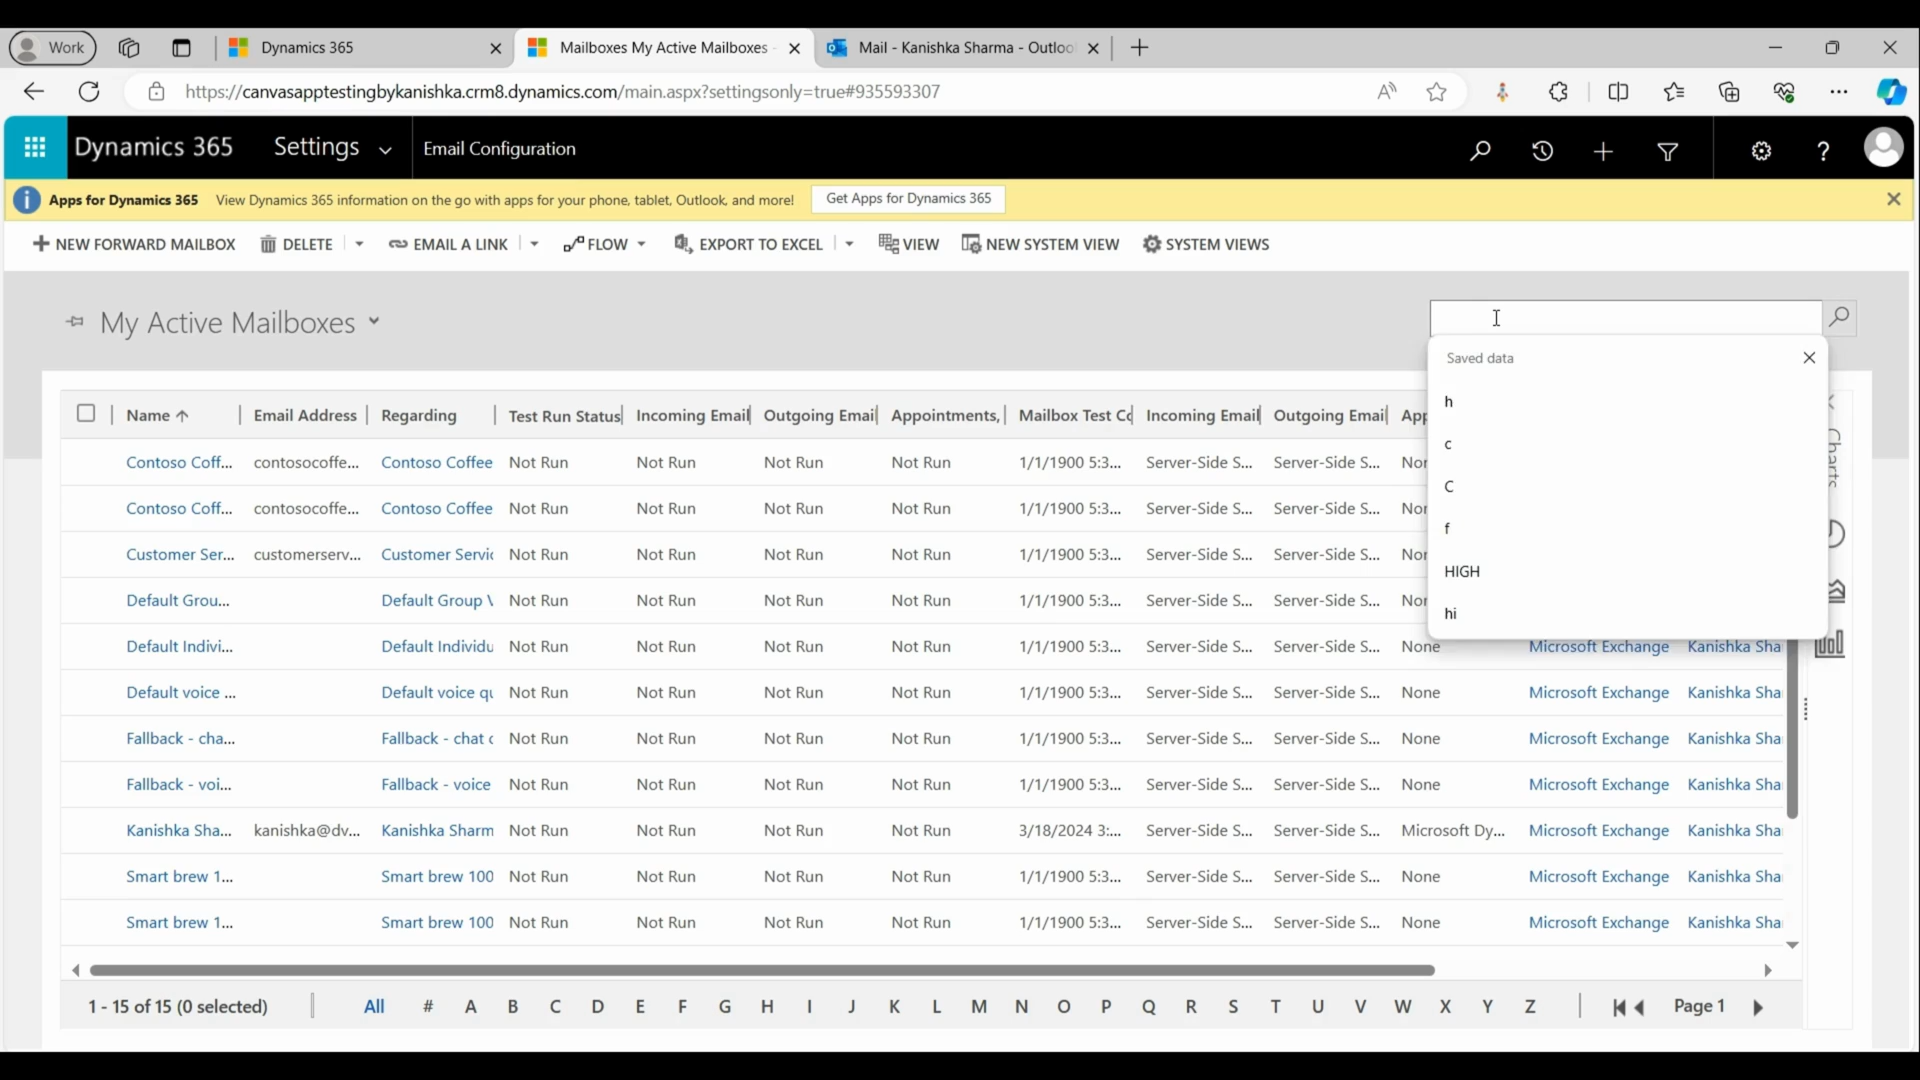 Work
Dynamics 365
Mailboxes My Active Mailboxes -
Mail - Kanishka Sharma - Outloo
https://canvasapptestingbykanishka.crm8.dynamics.com/main.aspx?settingsonly=true#935593307
Dynamics 365 Settings Email Configuration
Apps for Dynamics 365 View Dynamics 365 information on the go with apps for your phone, tablet, Outlook, and more! Get Apps for Dynamics 365
NEW FORWARD MAILBOX DELETE EMAIL A LINK FLOW EXPORT TO EXCEL VIEW NEW SYSTEM VIEW SYSTEM VIEWS
My Active Mailboxes
Saved data
h
c
C
f
HIGH
hi
Charts
Name Email Address Regarding Test Run Status Incoming Email Outgoing Emai Appointments, Mailbox Test Co Incoming Email Outgoing Emai App
Contoso Coff... contosocoffe... Contoso Coffee Not Run Not Run Not Run Not Run 1/1/1900 5:3... Server-Side S... Server-Side S... Nor
Contoso Coff... contosocoffe... Contoso Coffee Not Run Not Run Not Run Not Run 1/1/1900 5:3... Server-Side S... Server-Side S... Nor
Customer Ser... customerserv... Customer Servic Not Run Not Run Not Run Not Run 1/1/1900 5:3... Server-Side S... Server-Side S... Nor
Default Grou... Default Group \ Not Run Not Run Not Run Not Run 1/1/1900 5:3... Server-Side S... Server-Side S... Nor
Default Indivi... Default Individu Not Run Not Run Not Run Not Run 1/1/1900 5:3... Server-Side S... Server-Side S... None Microsoft Exchange Kanishka Sha
Default voice ... Default voice qu Not Run Not Run Not Run Not Run 1/1/1900 5:3... Server-Side S... Server-Side S... None Microsoft Exchange Kanishka Sha
Fallback - cha... Fallback - chat c Not Run Not Run Not Run Not Run 1/1/1900 5:3... Server-Side S... Server-Side S... None Microsoft Exchange Kanishka Sha
Fallback - voi... Fallback - voice Not Run Not Run Not Run Not Run 1/1/1900 5:3... Server-Side S... Server-Side S... None Microsoft Exchange Kanishka Sha
Kanishka Sha... kanishka@dv... Kanishka Sharm Not Run Not Run Not Run Not Run 3/18/2024 3:... Server-Side S... Server-Side S... Microsoft Dy... Microsoft Exchange Kanishka Sha
Smart brew 1... Smart brew 100 Not Run Not Run Not Run Not Run 1/1/1900 5:3... Server-Side S... Server-Side S... None Microsoft Exchange Kanishka Sha
Smart brew 1... Smart brew 100 Not Run Not Run Not Run Not Run 1/1/1900 5:3... Server-Side S... Server-Side S... None Microsoft Exchange Kanishka Sha
1 - 15 of 15 (0 selected) All # A B C D E F G H I J K L M N O P Q R S T U V W X Y Z Page 1